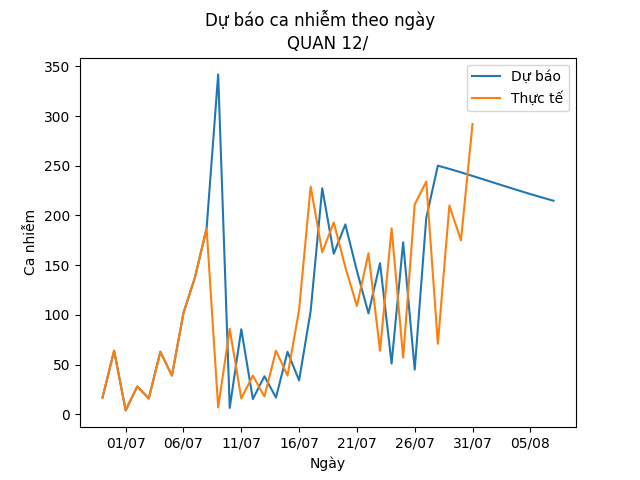 Dự báo ca nhiễm theo ngày
QUAN 12/
350
300
250
200
150
100
50
0
Ca nhiễm
Dự báo
Thực tế
01/07 06/07 11/07 16/07 21/07 26/07 31/07 05/08
Ngày